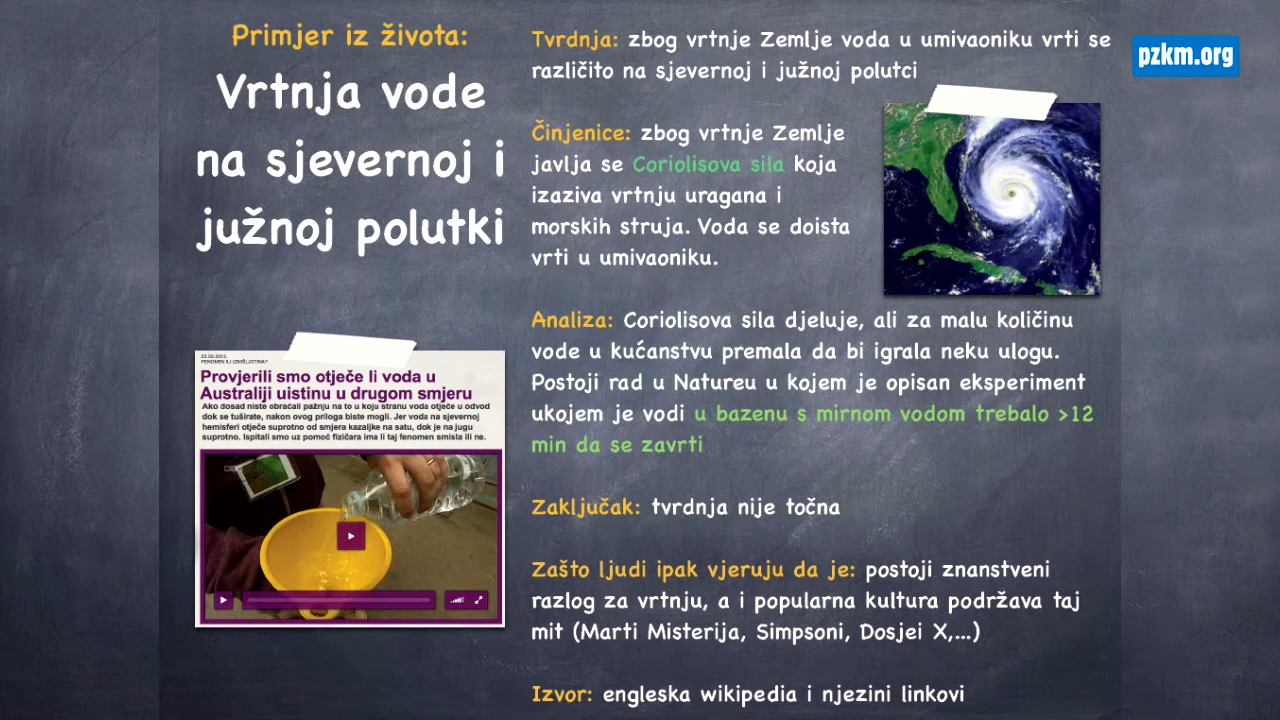 Primjer iz života:
Vrtnja vode
na sjevernoj i
južnoj polutki
23.05.2013.
FENOMEN ILI IZMIŠLJOTINA?
Provjerili smo otječe li voda u
Australiji uistinu u drugom smjeru
Ako dosad niste obraćali pažnju na to u koju stranu voda otječe u odvod
dok se tuširate, nakon ovog priloga biste mogli. Jer voda na sjevernoj
hemisferi otječe suprotno od smjera kazaljke na satu, dok je na jugu
suprotno. Ispitali smo uz pomoć fizičara ima li taj fenomen smisla ili ne.
Tvrdnja: zbog vrtnje Zemlje voda u umivaoniku vrti se
različito na sjevernoj i južnoj polutci
Činjenice: zbog vrtnje Zemlje
javlja se Coriolisova sila koja
izaziva vrtnju uragana i
morskih struja. Voda se doista
vrti u umivaoniku.
Analiza: Coriolisova sila djeluje, ali za malu količinu
vode u kućanstvu premala da bi igrala neku ulogu.
Postoji rad u Natureu u kojem je opisan eksperiment
ukojem je vodi u bazenu s mirnom vodom trebalo >12
min da se zavrti
Zaključak: tvrdnja nije točna
Zašto ljudi ipak vjeruju da je: postoji znanstveni
razlog za vrtnju, a i popularna kultura podržava taj
mit (Marti Misterija, Simpsoni, Dosjei X,...)
Izvor: engleska wikipedia i njezini linkovi
pzkm.org